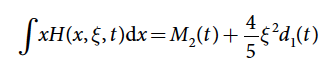 ∫xH(x,ξ,t)dx = M₂(t) + 4/5 ξ²d₁(t)